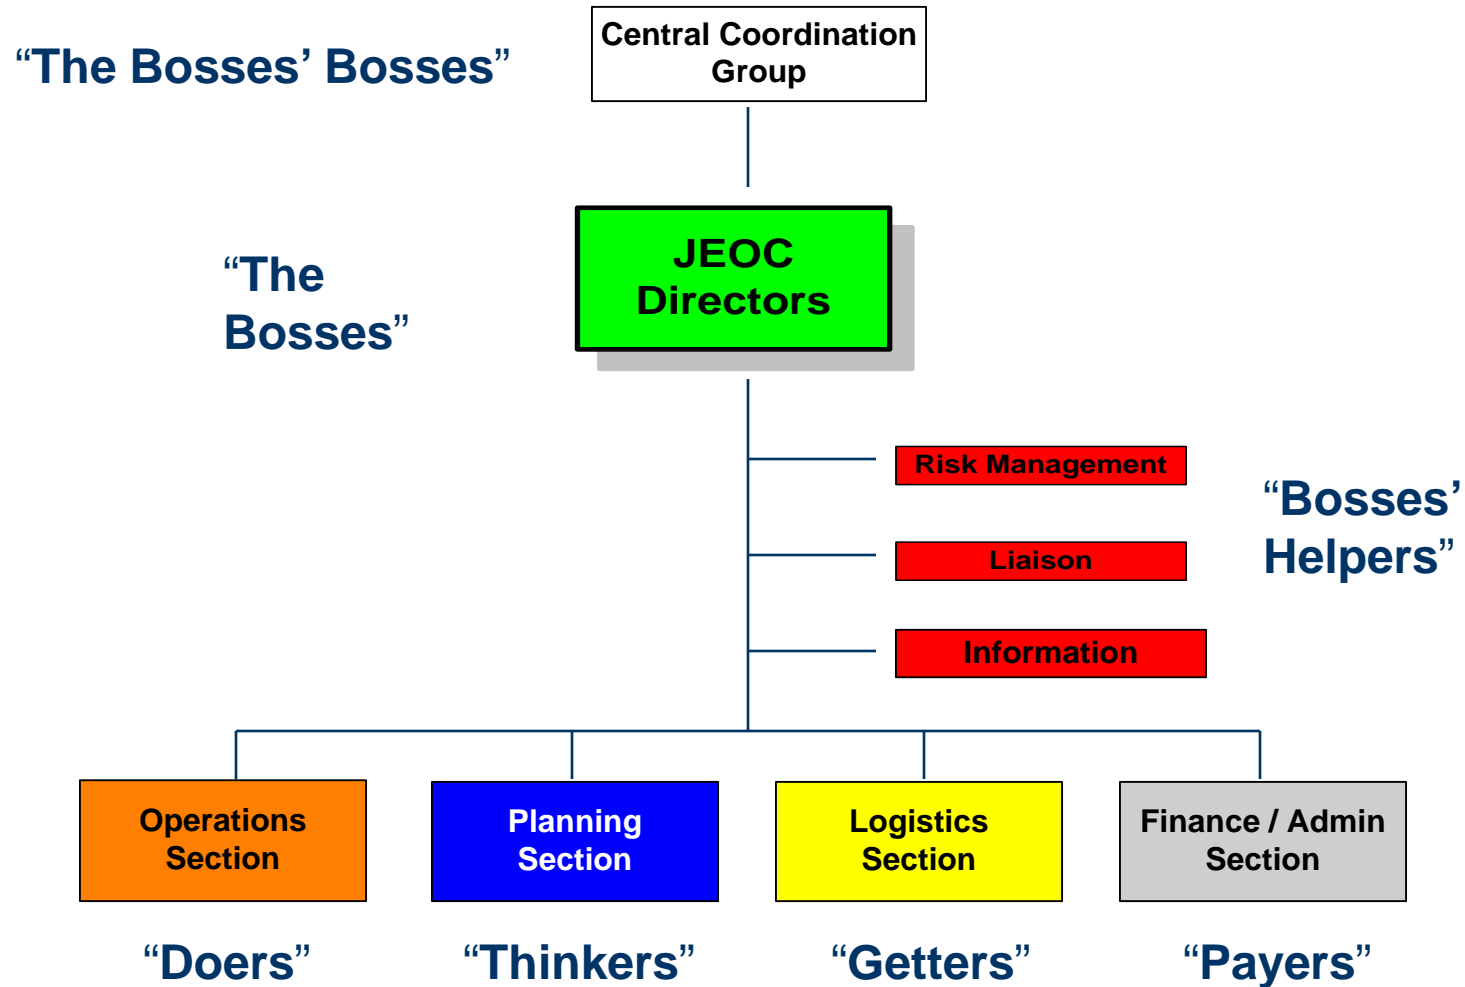 “The Bosses’ Bosses”
Central Coordination
Group
“The
Bosses”
JEOC
Directors
Risk Management
Liaison
Information
“Bosses’
Helpers”
Operations
Section
Planning
Section
Logistics
Section
Finance / Admin
Section
“Doers”
“Thinkers”
“Getters”
“Payers”